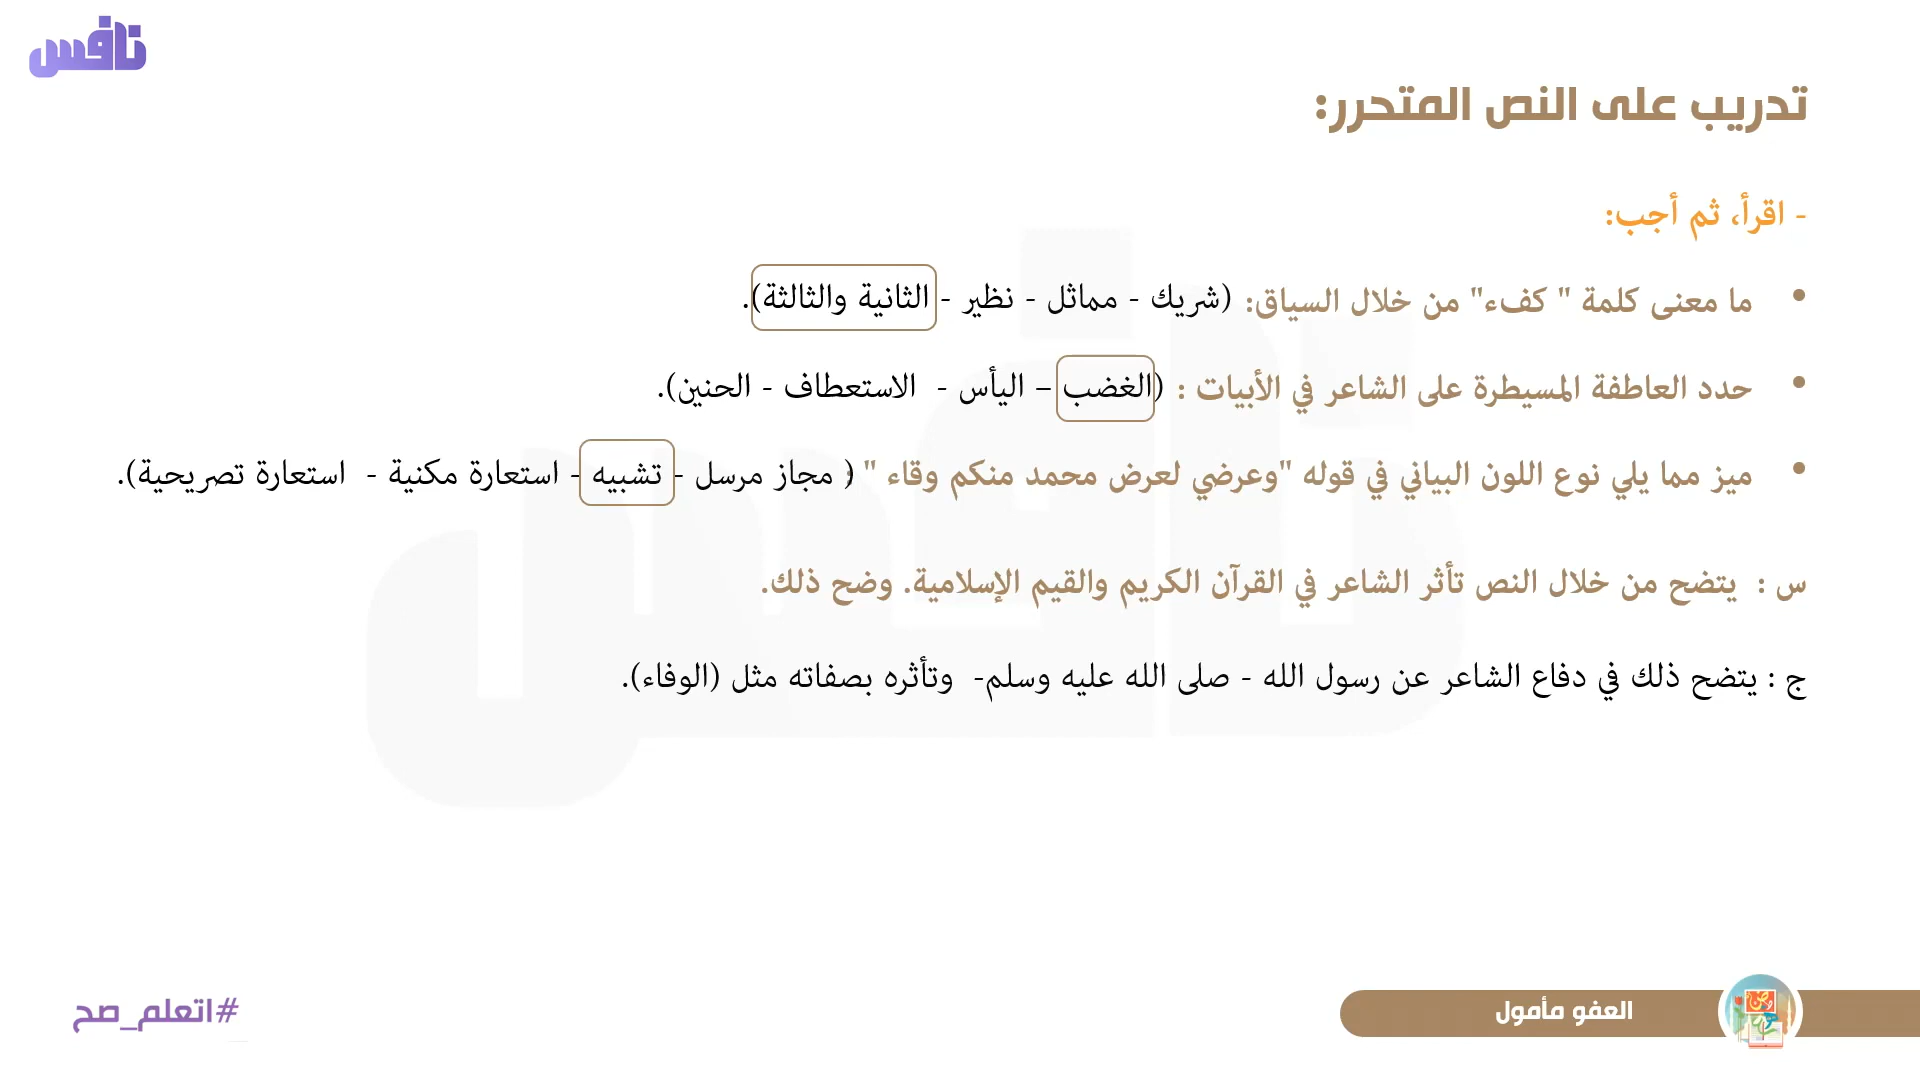 نافس
تدريب على النص المتحرر:
- اقرأ، ثم أجب:
• ما معنى كلمة " كفء" من خلال السياق: (شريك - مماثل - نظير - الثانية والثالثة).
• حدد العاطفة المسيطرة على الشاعر في الأبيات : (الغضب – اليأس - الاستعطاف - الحنين).
• ميز مما يلي نوع اللون البياني في قوله "وعرضي لعرض محمد منكم وقاء " : ( مجاز مرسل - تشبيه - استعارة مكنية - استعارة تصريحية).
س : يتضح من خلال النص تأثر الشاعر في القرآن الكريم والقيم الإسلامية. وضح ذلك.
ج : يتضح ذلك في دفاع الشاعر عن رسول الله - صلى الله عليه وسلم- وتأثره بصفاته مثل (الوفاء).
العفو مأمول
#اتعلم_صح